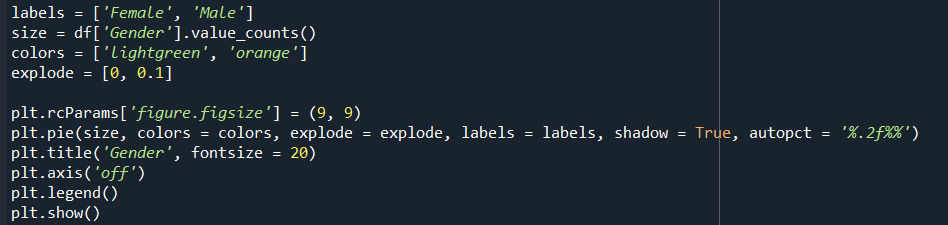 labels = ['Female', 'Male']
size = df['Gender'].value_counts()
colors = ['lightgreen', 'orange']
explode = [0, 0.1]

plt.rcParams['figure.figsize'] = (9, 9)
plt.pie(size, colors = colors, explode = explode, labels = labels, shadow = True, autopct = '%.2f%%')
plt.title('Gender', fontsize = 20)
plt.axis('off')
plt.legend()
plt.show()